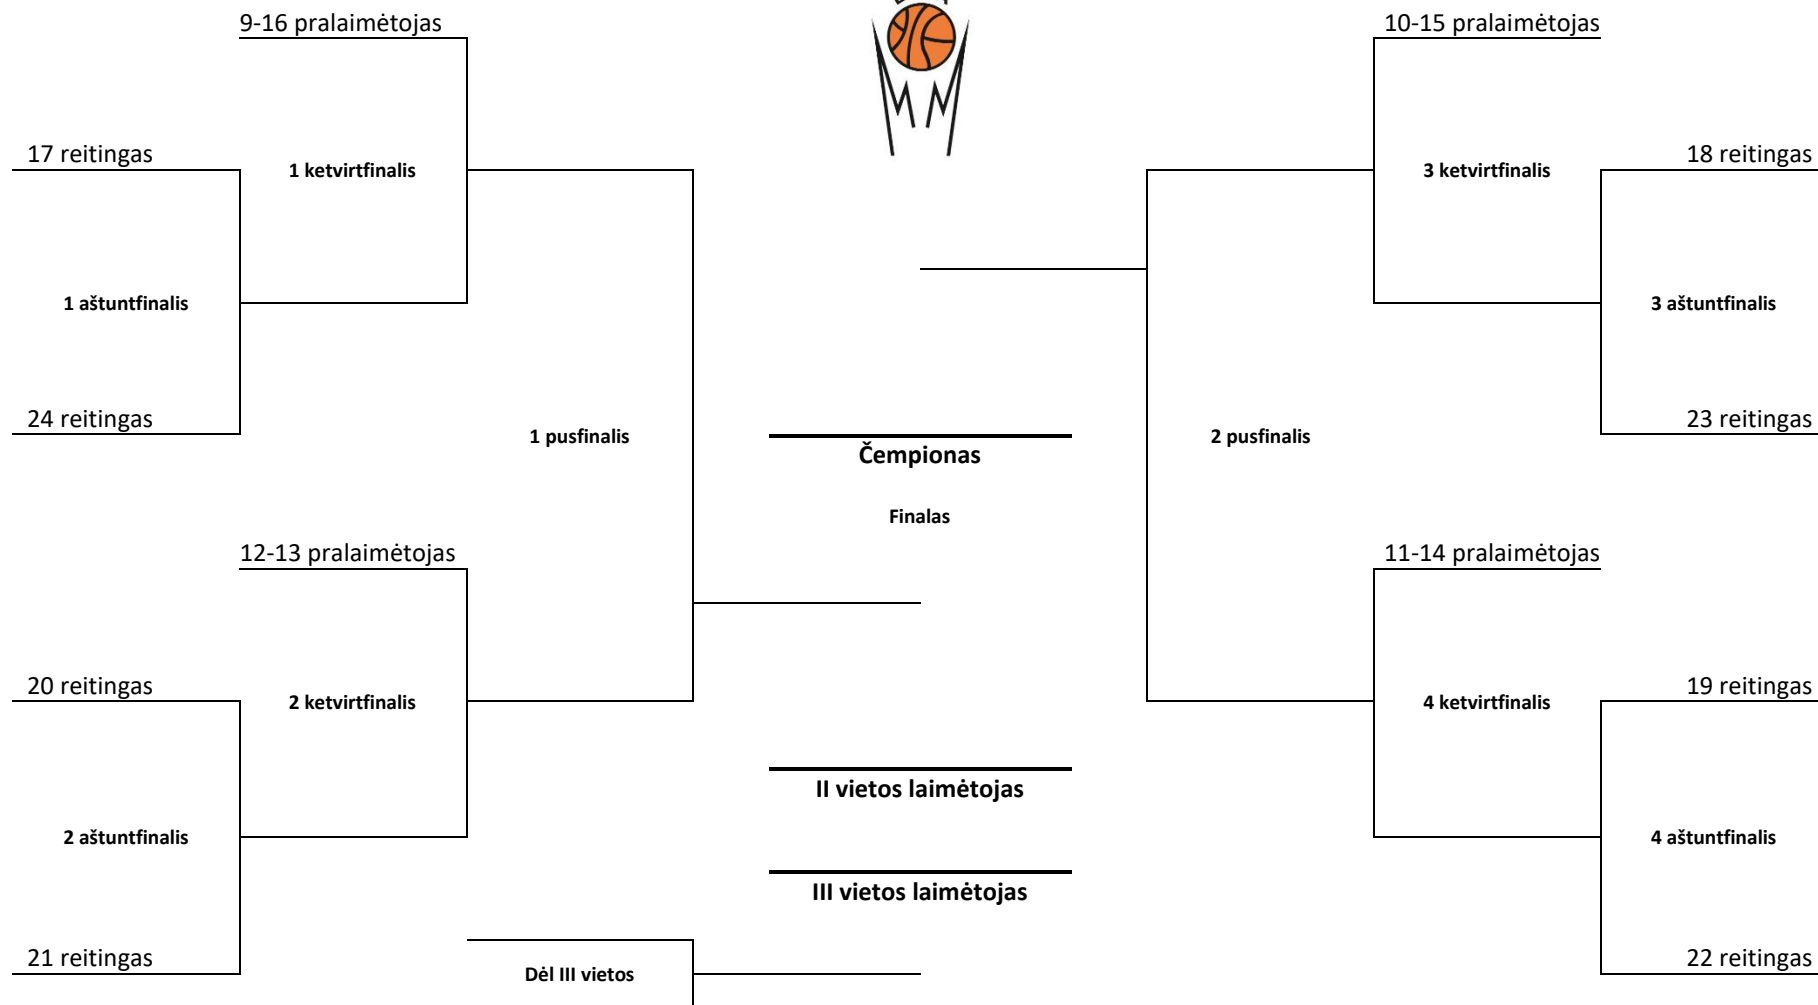 9-16 pralaimėtojas
10-15 pralaimėtojas
17 reitingas
1 ketvirtfinalis
3 ketvirtfinalis
18 reitingas
1 aštuntfinalis
3 aštuntfinalis
24 reitingas
1 pusfinalis
Čempionas
2 pusfinalis
23 reitingas
Finalas
12-13 pralaimėtojas
11-14 pralaimėtojas
20 reitingas
2 ketvirtfinalis
4 ketvirtfinalis
19 reitingas
II vietos laimėtojas
2 aštuntfinalis
4 aštuntfinalis
III vietos laimėtojas
21 reitingas
Dėl III vietos
22 reitingas